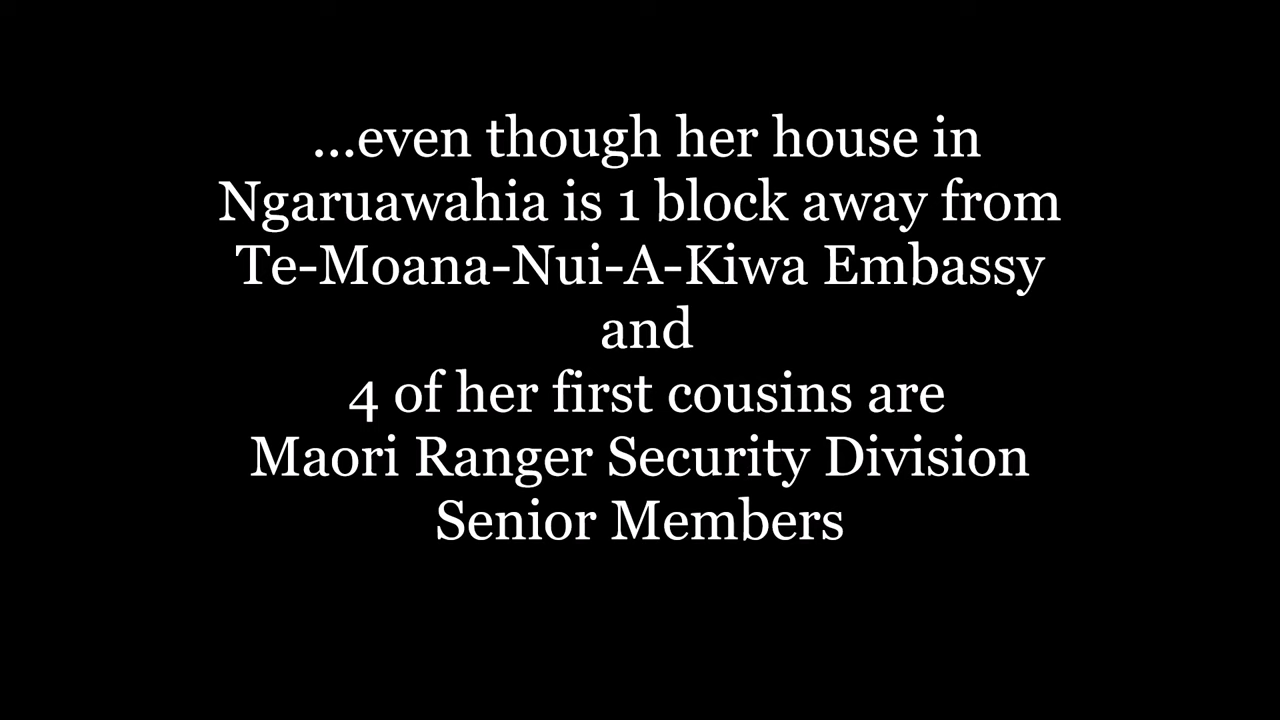 ...even though her house in
Ngaruawahia is 1 block away from
Te-Moana-Nui-A-Kiwa Embassy
and
4 of her first cousins are
Maori Ranger Security Division
Senior Members